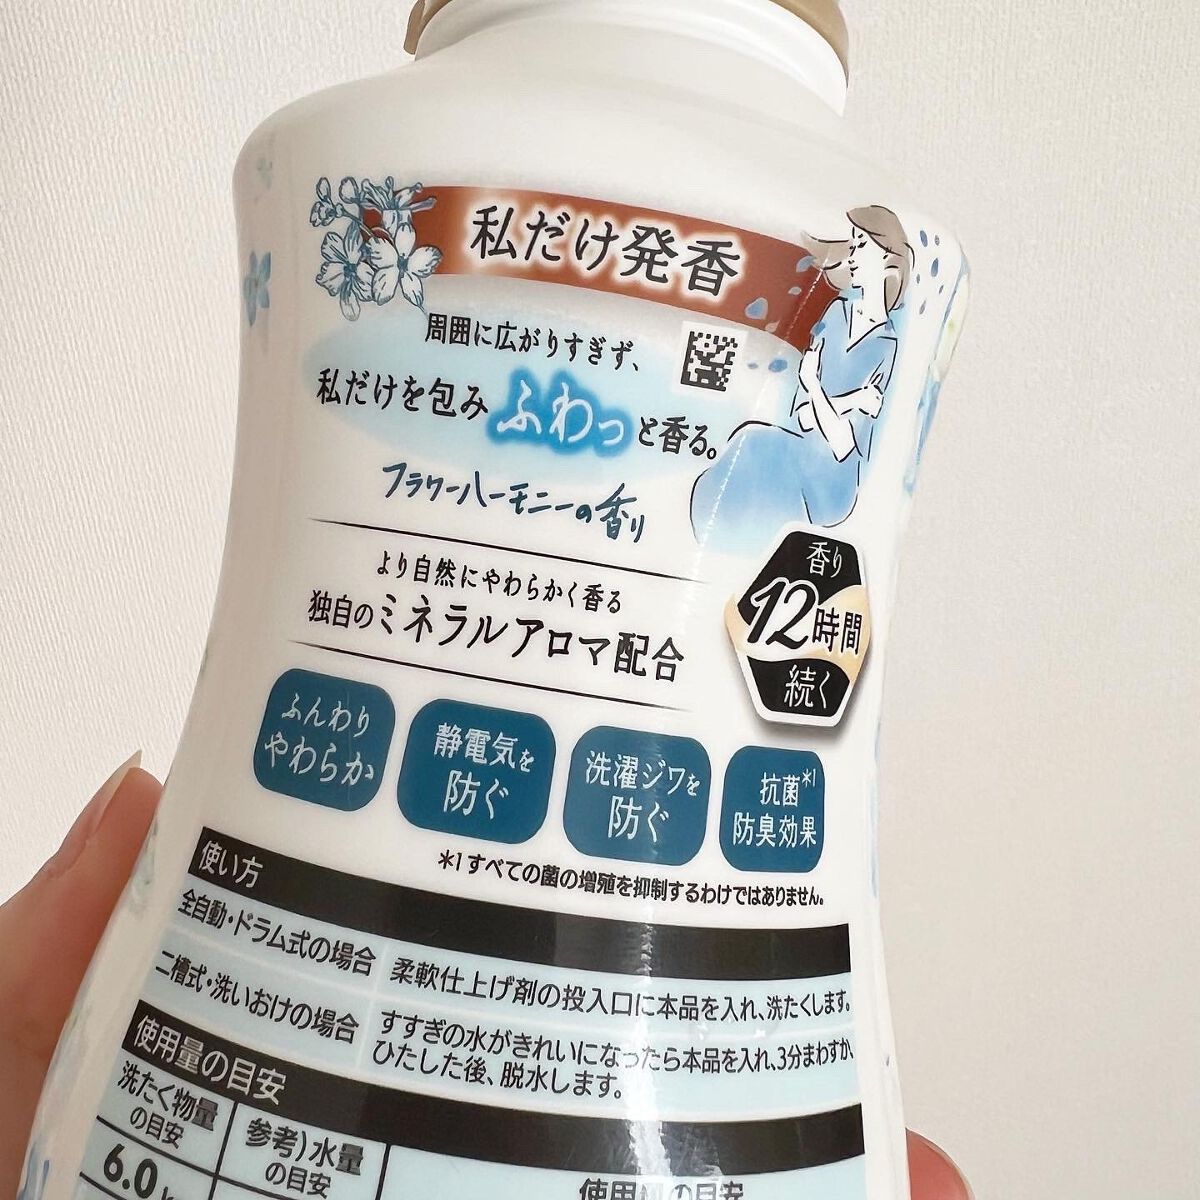 私だけ発香
周囲に広がりすぎず、
私だけを包みふわっと香る。
フラワーハーモニーの香り
より自然にやわらかく香る
独自のミネラルアロマ配合
香り
12時間
続く
ふんわり
やわらか
静電気を
防ぐ
洗濯ジワを
防ぐ
抗菌*1
防臭効果
*1 すべての菌の増殖を抑制するわけではありません。
使い方
全自動・ドラム式の場合
柔軟仕上げ剤の投入口に本品を入れ、洗たくします。
二槽式・洗いおけの場合
すすぎの水がきれいになったら本品を入れ、3分まわすか、
ひたした後、脱水します。
使用量の目安
洗たく物量
の目安
参考)水量
の目安
使用量の目安
6.0